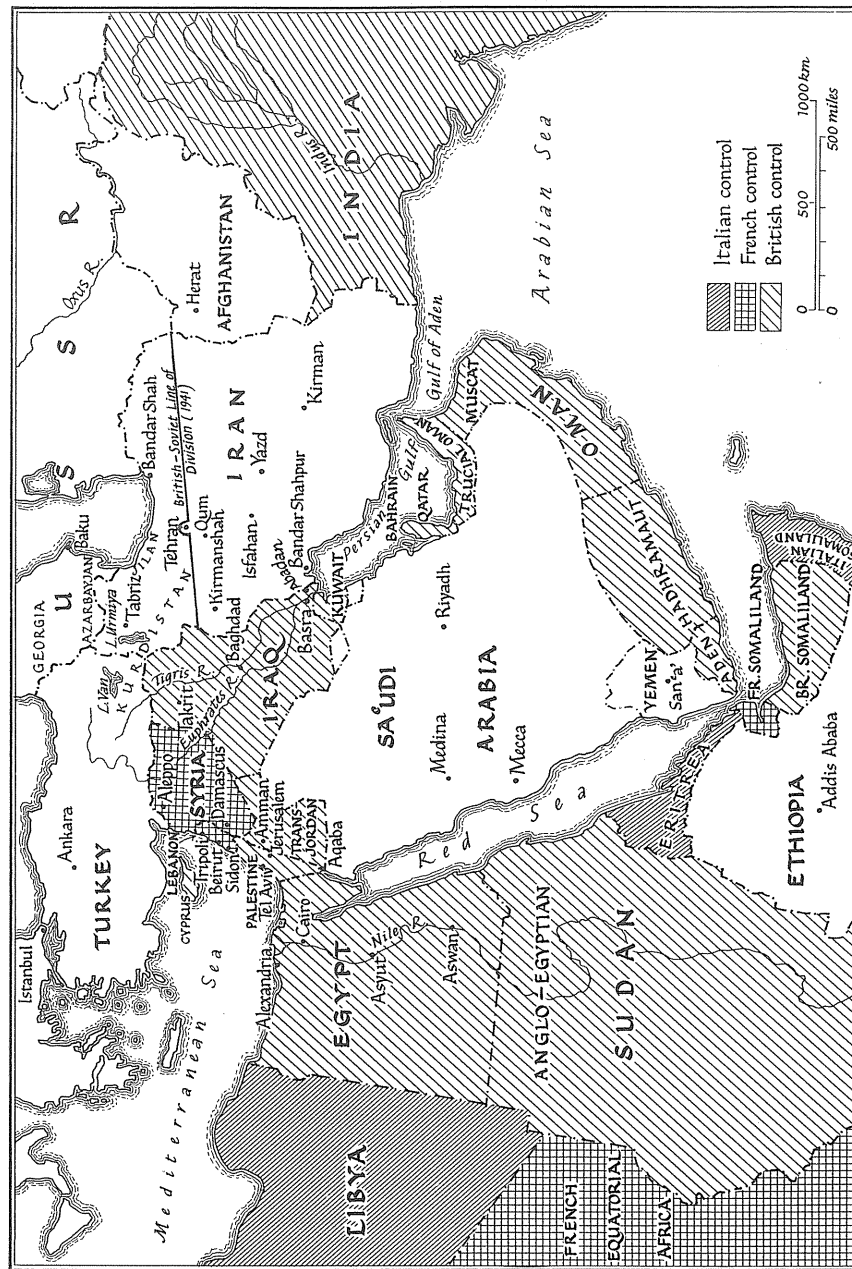 Istanbul
Ankara
TURKEY
GEORGIA
U S S R
AZARBAYJAN
Baku
L. Urmiya
Tabriz
L. Van
KURDISTAN
ILAN
Bandar Shah
Oxus R.
British–Soviet Line of
Division (1941)
Tehran
Qum
Kirmanshah
IRAN
Isfahan
Yazd
Kirman
Abadan
Bandar Shahpur
Herat
AFGHANISTAN
INDIA
Indus R.
Mediterranean Sea
CYPRUS
LEBANON
Tripoli
Beirut
Sidon
Aleppo
SYRIA
Damascus
Tigris R.
Takrit
Euphrates
Baghdad
IRAQ
Basra
KUWAIT
PALESTINE
Tel Aviv
Amman
Jerusalem
TRANS-
JORDAN
Aqaba
Persian Gulf
BAHRAIN
QATAR
TRUCIAL OMAN
MUSCAT
Gulf of Aden
OMAN
Arabian Sea
SAʿUDI
ARABIA
Riyadh
Medina
Mecca
Red Sea
YEMEN
Sanʿaʾ
ADEN
HADHRAMAUT
Alexandria
Cairo
EGYPT
Nile R.
Asyut
Aswan
LIBYA
ANGLO–EGYPTIAN
SUDAN
FRENCH
EQUATORIAL
AFRICA
ERITREA
ETHIOPIA
Addis Ababa
FR. SOMALILAND
BR. SOMALILAND
ITALIAN
SOMALILAND
Italian control
French control
British control
0 500 1000 km
0 500 miles